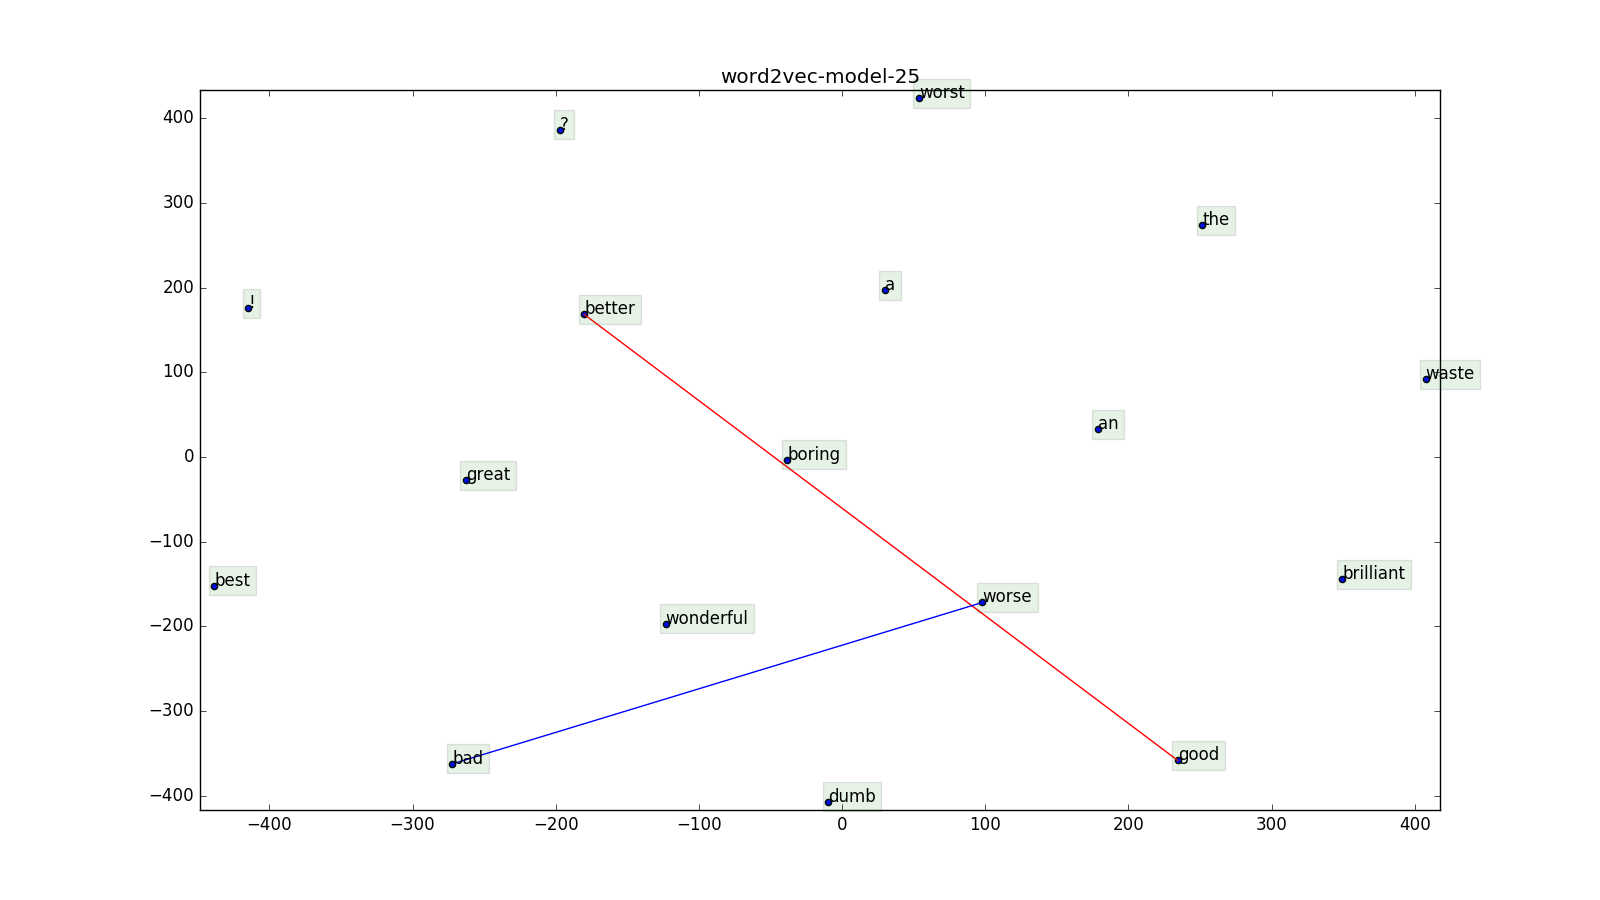 word2vec-model-25
worst
400
?
300
the
200
a
!
better
100
waste
an
0
boring
great
−100
best
brilliant
worse
−200
wonderful
−300
bad
good
−400
dumb
−400 −300 −200 −100 0 100 200 300 400